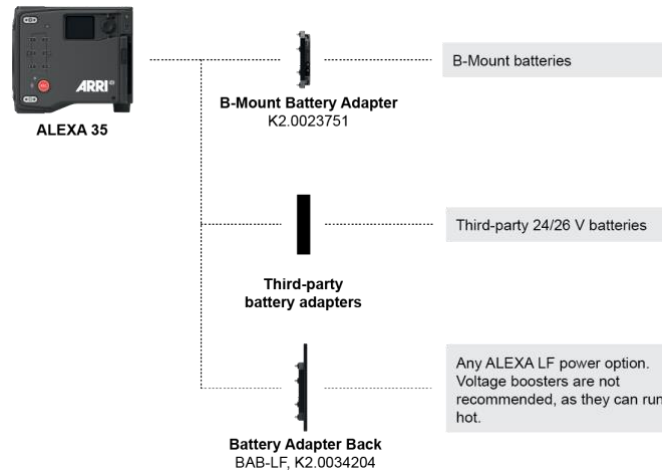 ARRI
ALEXA 35
B-Mount Battery Adapter
K2.0023751
B-Mount batteries
Third-party
battery adapters
Third-party 24/26 V batteries
Battery Adapter Back
BAB-LF, K2.0034204
Any ALEXA LF power option.
Voltage boosters are not
recommended, as they can run
hot.